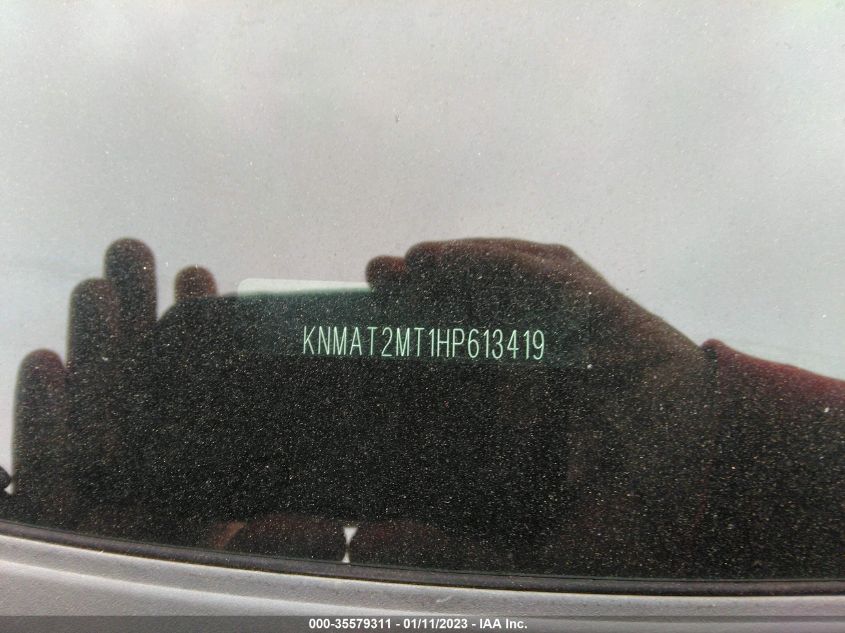 KNMAT2MT1HP613419
000-35579311 - 01/11/2023 - IAA Inc.